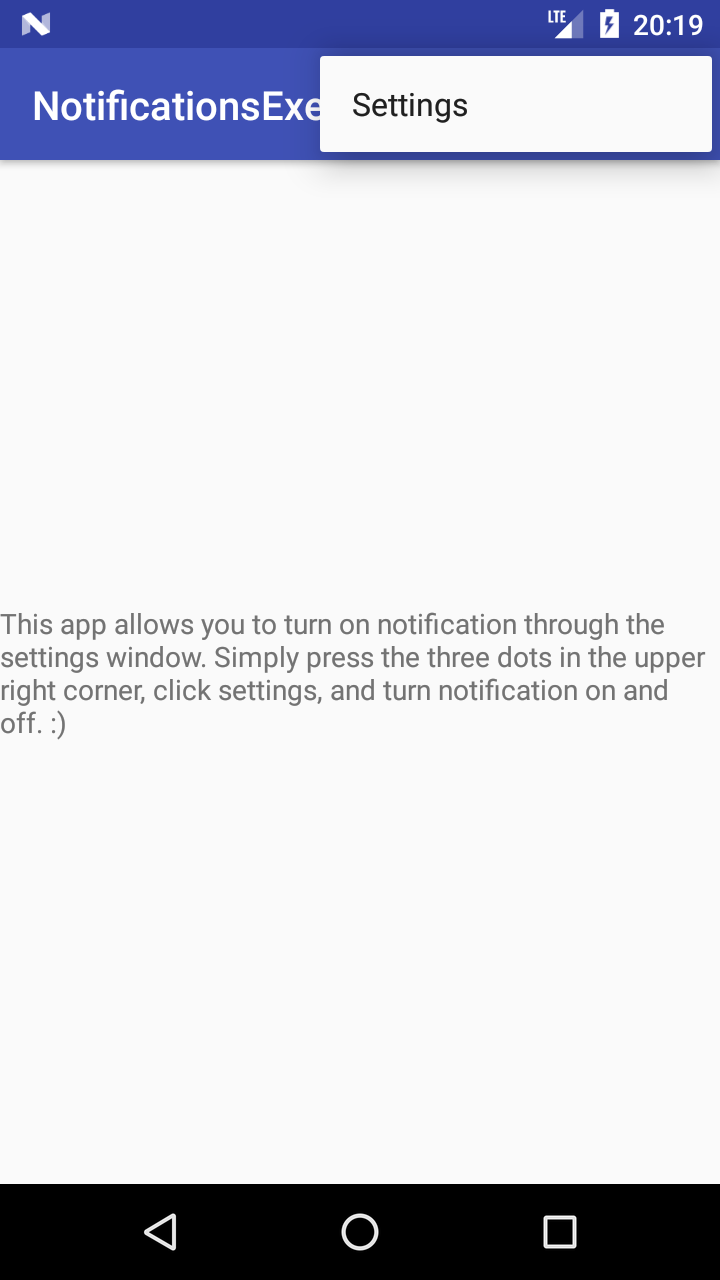 LTE 20:19
NotificationsExe
Settings
This app allows you to turn on notification through the
settings window. Simply press the three dots in the upper
right corner, click settings, and turn notification on and
off. :)